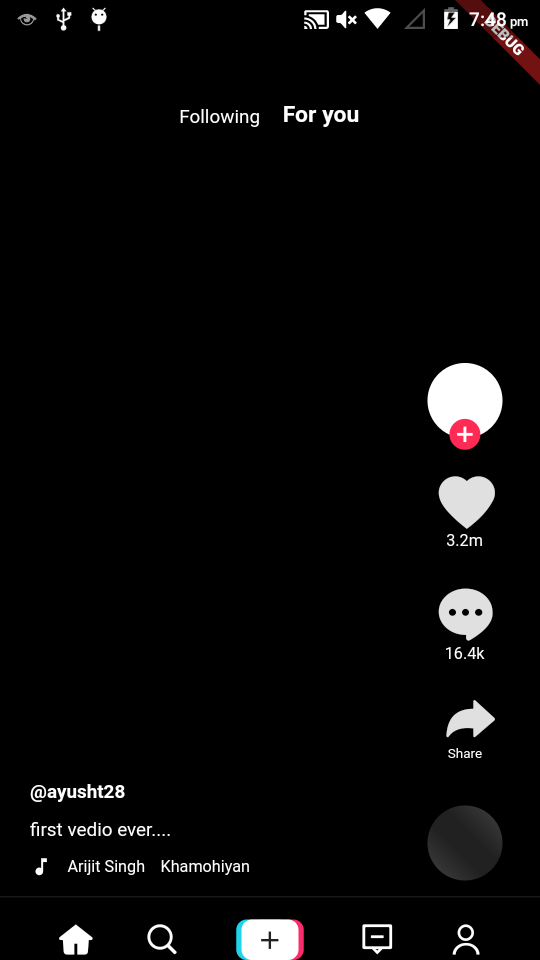 7:48 pm
DEBUG
Following For you
3.2m
16.4k
Share
@ayusht28
first vedio ever....
Arijit Singh Khamohiyan